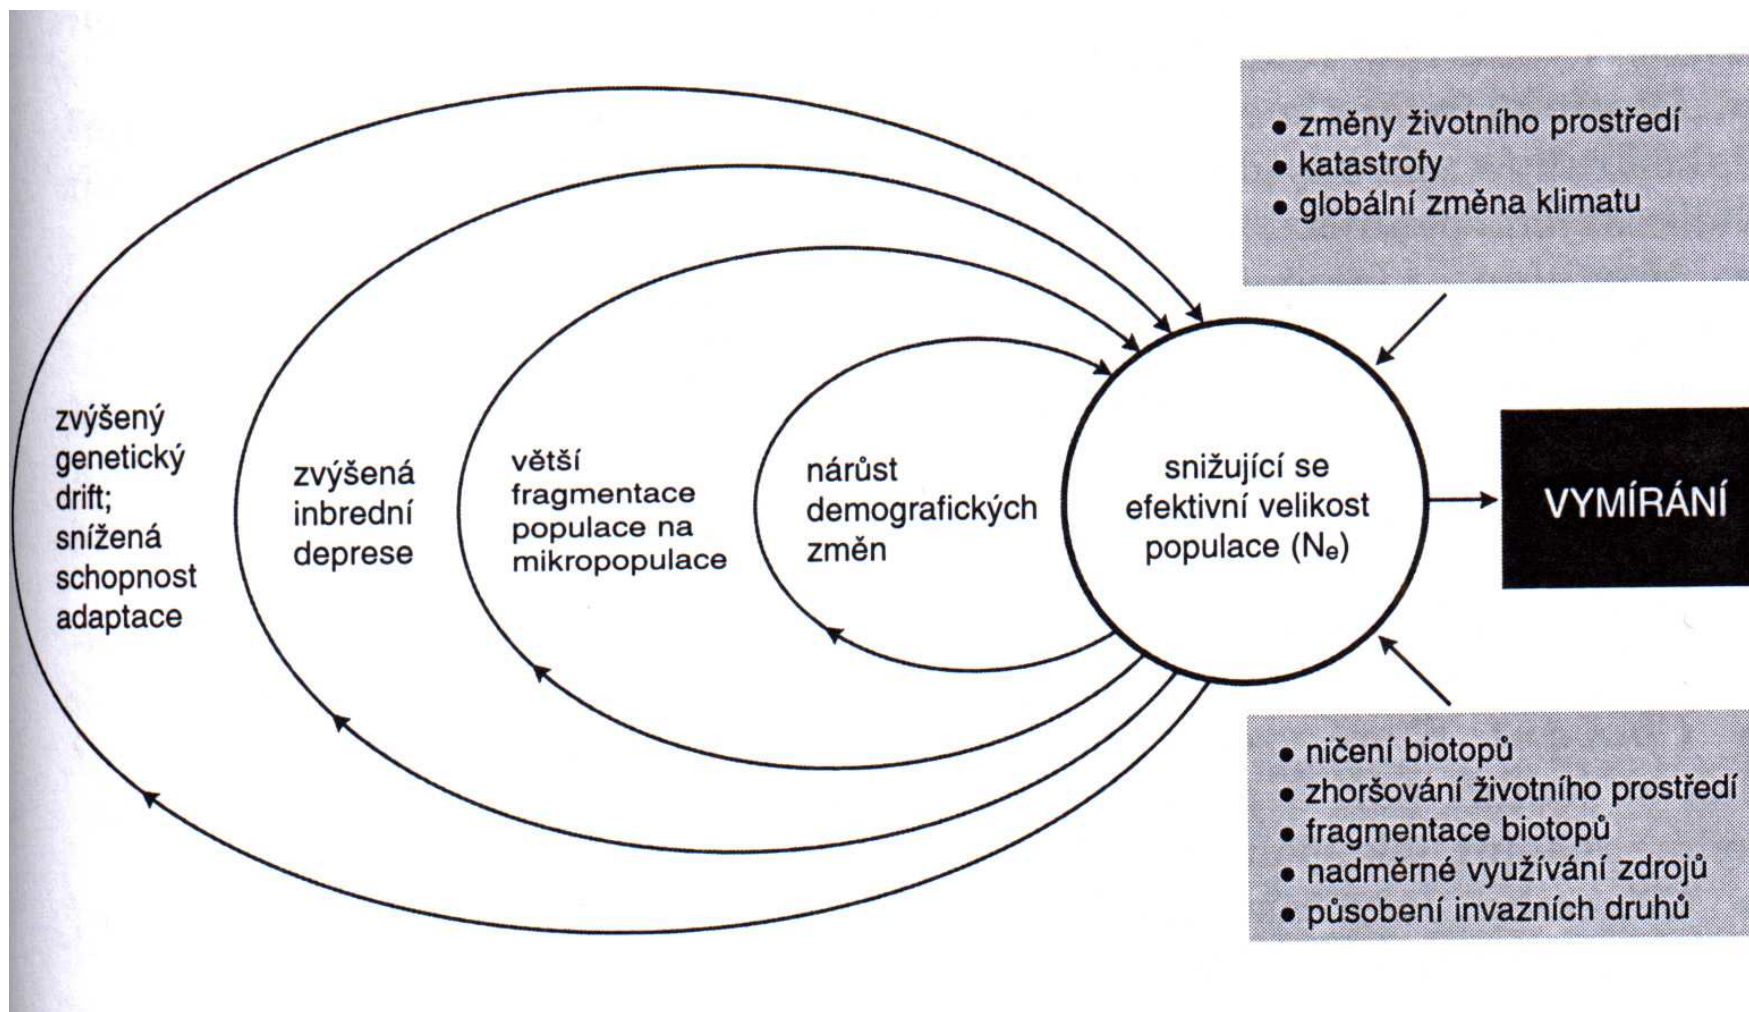 zvýšený
genetický
drift;
snížená
schopnost
adaptace
zvýšená
inbrední
deprese
větší
fragmentace
populace na
mikropopulace
nárůst
demografických
změn
snižující se
efektivní velikost
populace (Ne)
• změny životního prostředí
• katastrofy
• globální změna klimatu
VYMÍRÁNÍ
• ničení biotopů
• zhoršování životního prostředí
• fragmentace biotopů
• nadměrné využívání zdrojů
• působení invazních druhů